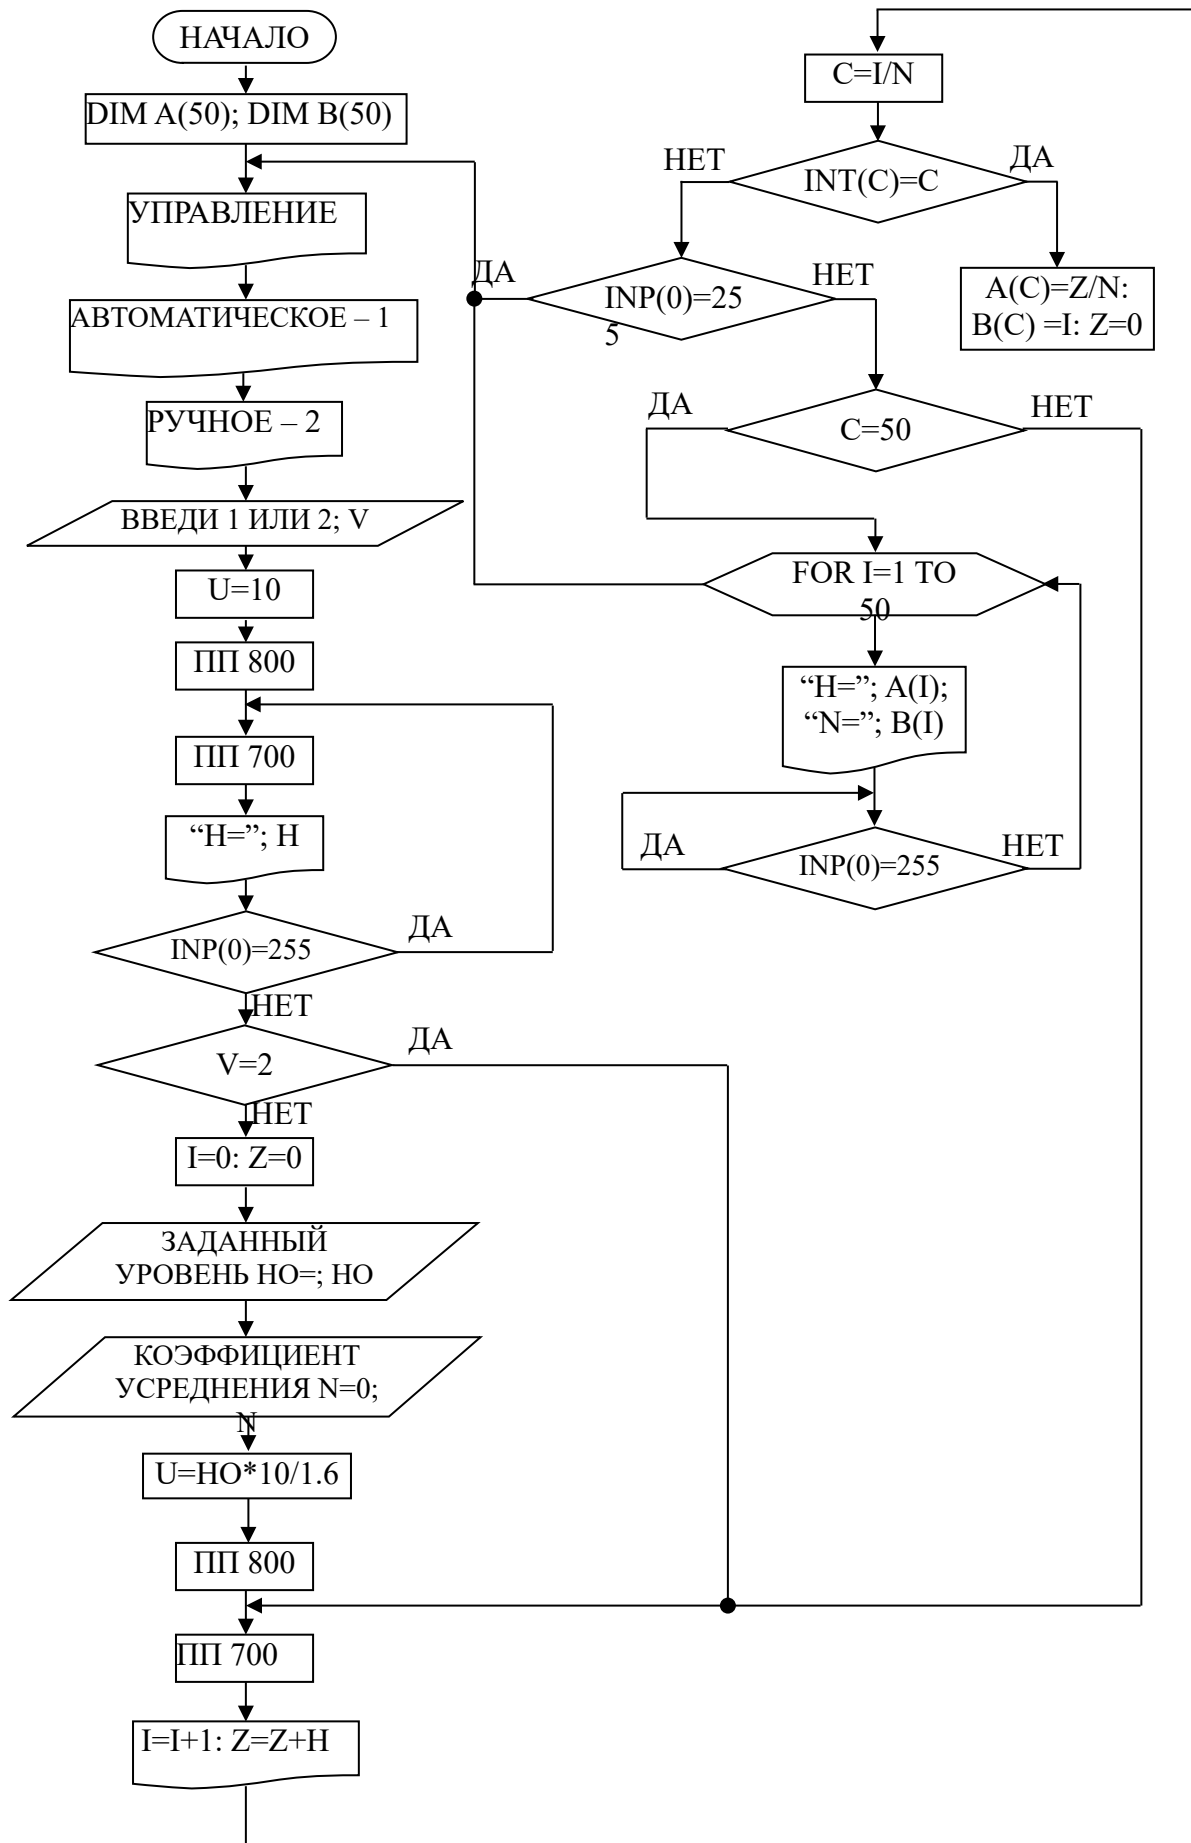 НАЧАЛО
DIM A(50); DIM B(50)
УПРАВЛЕНИЕ
АВТОМАТИЧЕСКОЕ – 1
РУЧНОЕ – 2
ВВЕДИ 1 ИЛИ 2; V
U=10
ПП 800
ПП 700
“H=”; H
INP(0)=255
ДА
НЕТ
V=2
ДА
НЕТ
I=0: Z=0
ЗАДАННЫЙ
УРОВЕНЬ HO=; HO
КОЭФФИЦИЕНТ
УСРЕДНЕНИЯ N=0;
N
U=HO*10/1.6
ПП 800
ПП 700
I=I+1: Z=Z+H
C=I/N
НЕТ
ДА
INT(C)=C
A(C)=Z/N:
B(C) =I: Z=0
ДА
НЕТ
INP(0)=25
5
ДА
НЕТ
C=50
FOR I=1 TO
50
“H=”; A(I);
“N=”; B(I)
ДА
НЕТ
INP(0)=255